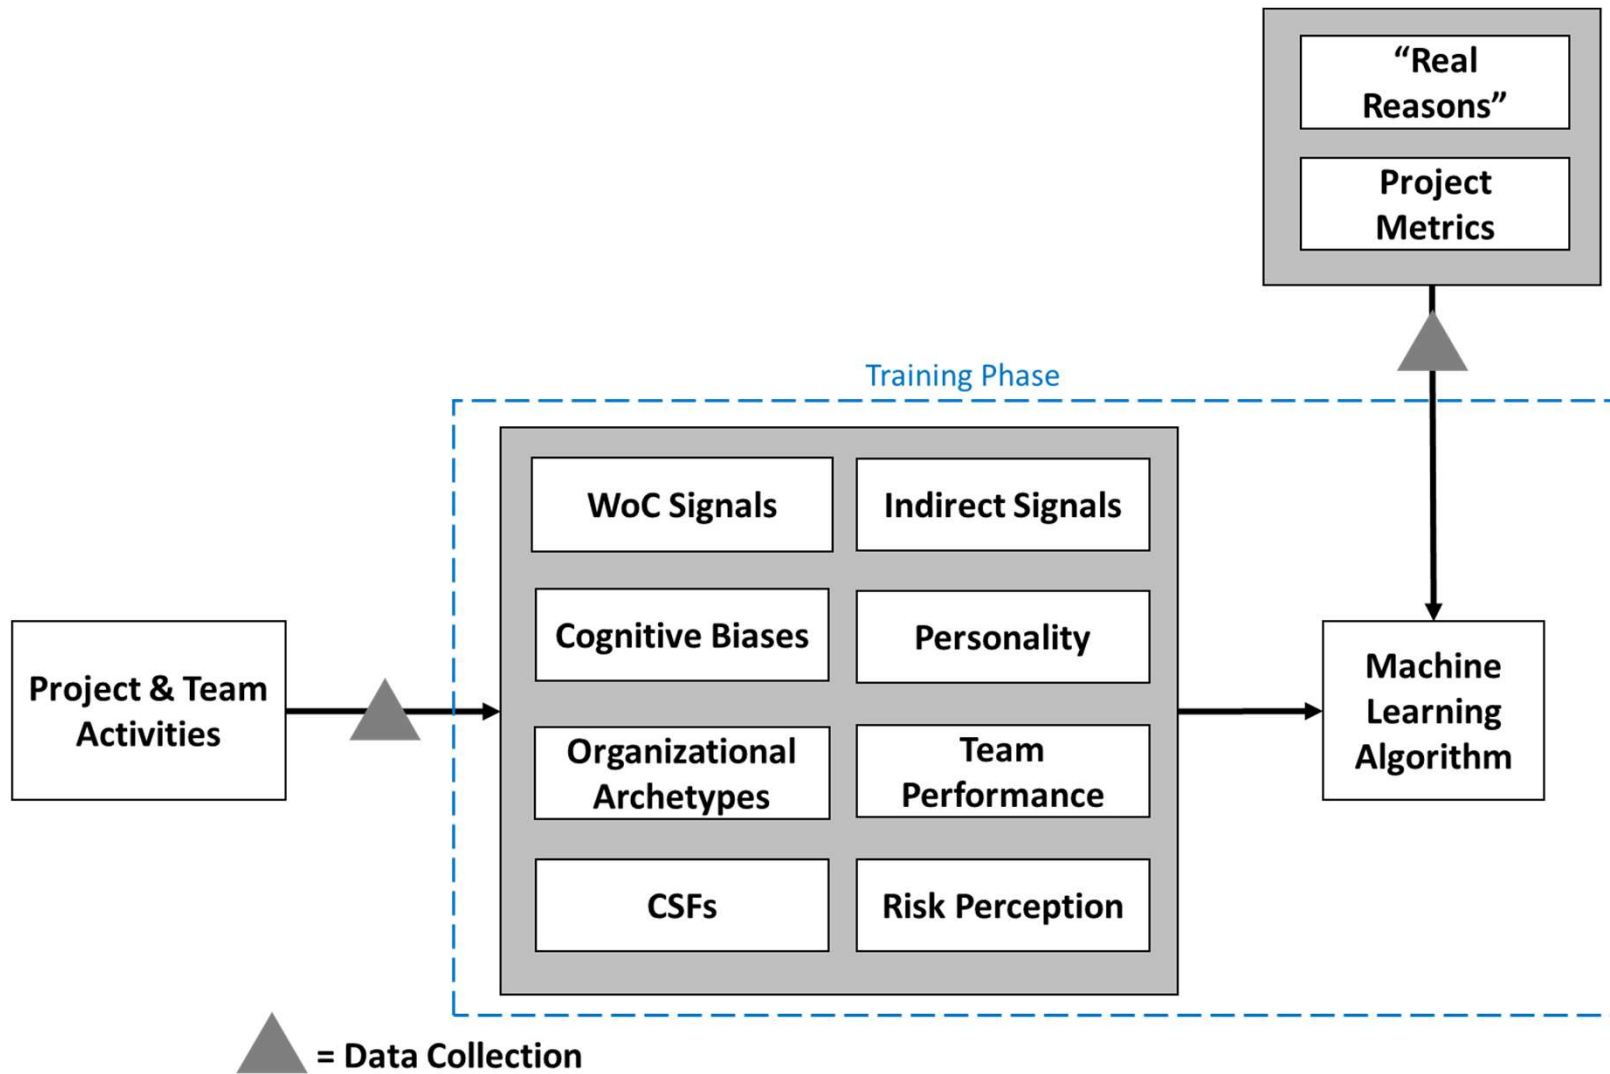 “Real
Reasons”
Project
Metrics
Training Phase
WoC Signals
Indirect Signals
Cognitive Biases
Personality
Project & Team
Activities
Organizational
Archetypes
Team
Performance
Machine
Learning
Algorithm
CSFs
Risk Perception
= Data Collection